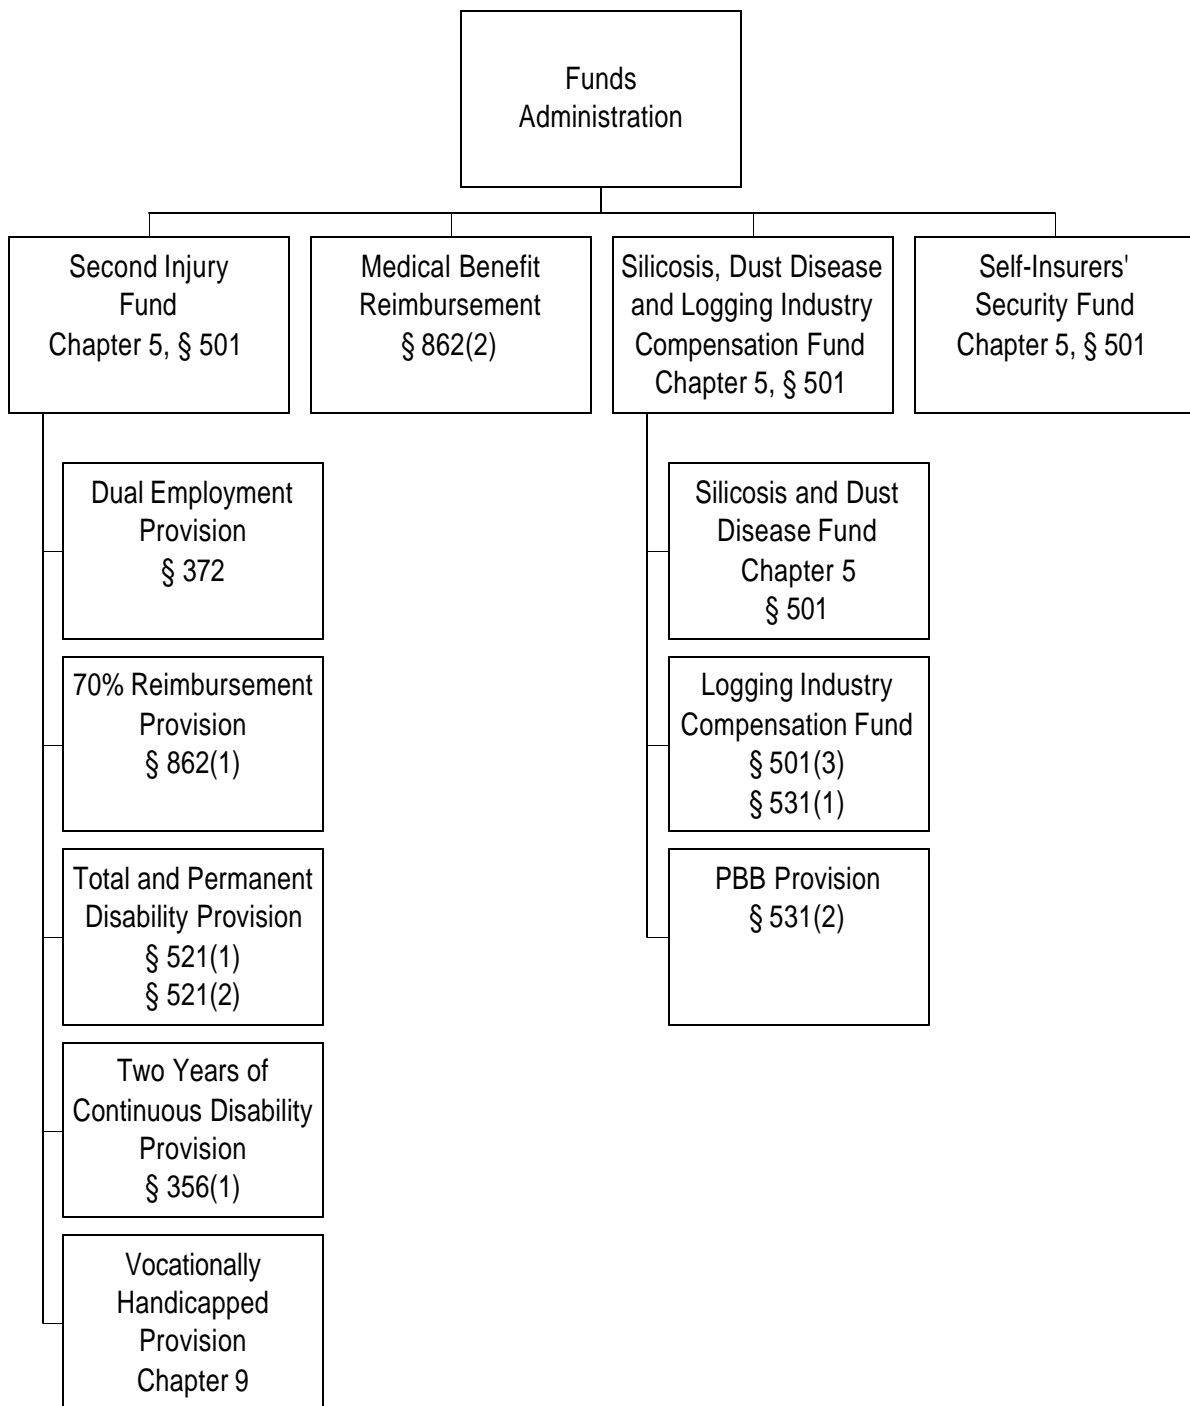 Funds
Administration
Second Injury
Fund
Chapter 5, § 501
Medical Benefit
Reimbursement
§ 862(2)
Silicosis, Dust Disease
and Logging Industry
Compensation Fund
Chapter 5, § 501
Self-Insurers'
Security Fund
Chapter 5, § 501
Dual Employment
Provision
§ 372
70% Reimbursement
Provision
§ 862(1)
Total and Permanent
Disability Provision
§ 521(1)
§ 521(2)
Two Years of
Continuous Disability
Provision
§ 356(1)
Vocationally
Handicapped
Provision
Chapter 9
Silicosis and Dust
Disease Fund
Chapter 5
§ 501
Logging Industry
Compensation Fund
§ 501(3)
§ 531(1)
PBB Provision
§ 531(2)